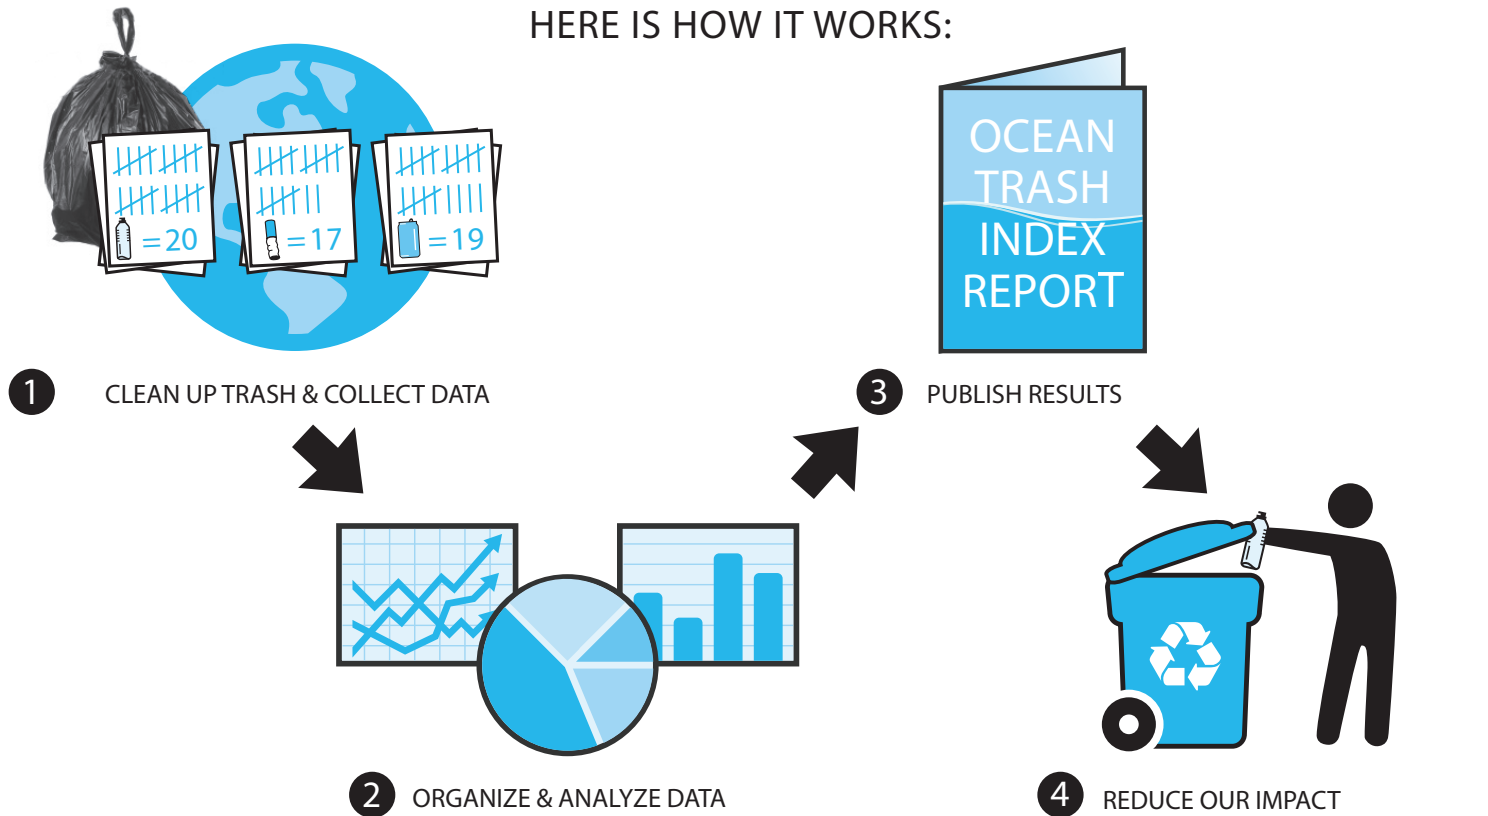 HERE IS HOW IT WORKS:
=20
=17
=19
1 CLEAN UP TRASH & COLLECT DATA
2 ORGANIZE & ANALYZE DATA
OCEAN
TRASH
INDEX
REPORT
3 PUBLISH RESULTS
4 REDUCE OUR IMPACT